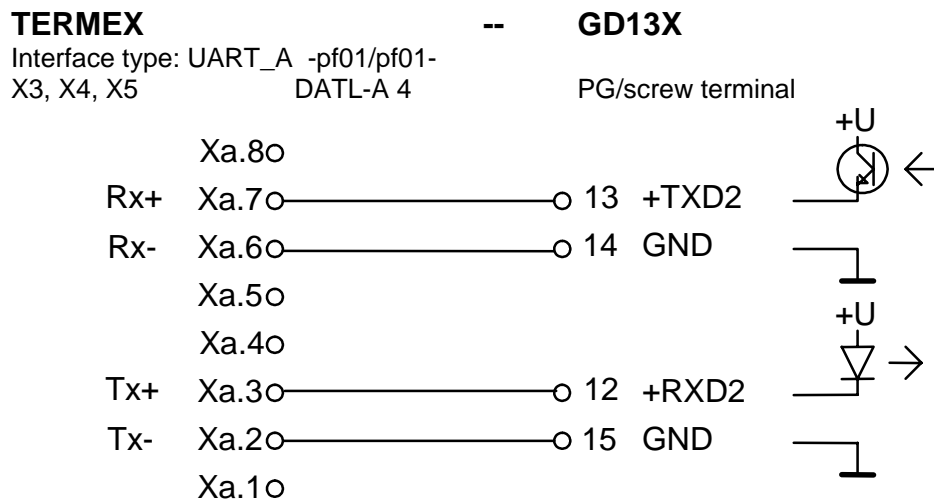 TERMEX -- GD13X
Interface type: UART_A -pf01/pf01-
X3, X4, X5 DATL-A 4 PG/screw terminal
+U
Xa.8
Rx+ Xa.7 13 +TXD2
Rx- Xa.6 14 GND
Xa.5
+U
Xa.4
Tx+ Xa.3 12 +RXD2
Tx- Xa.2 15 GND
Xa.1